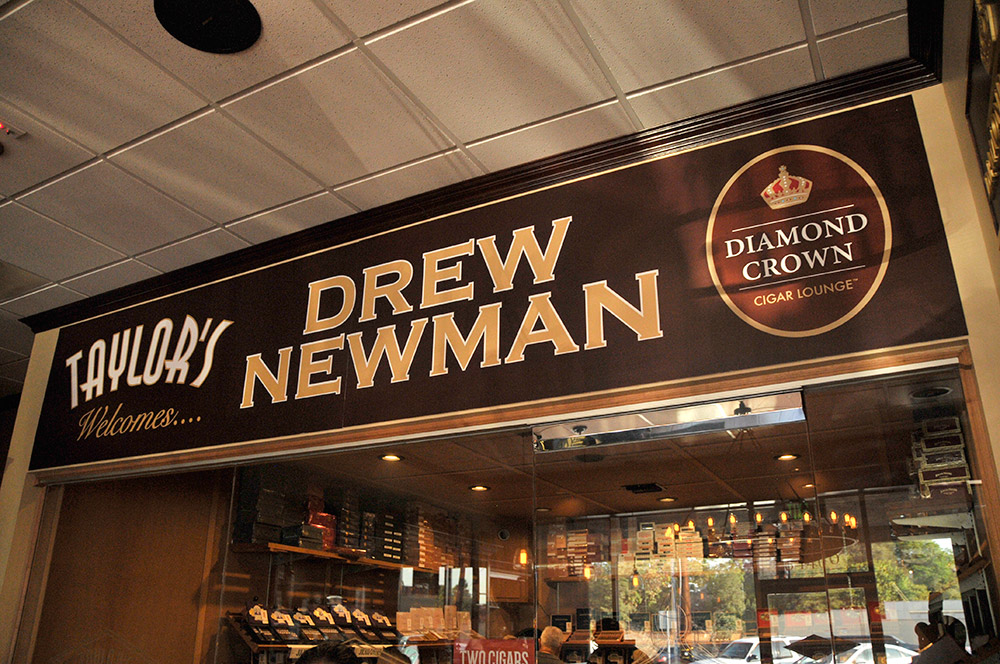 TAYLOR'S
Welcomes....
DREW
NEWMAN
DIAMOND
CROWN
CIGAR LOUNGE™
TWO CIGARS